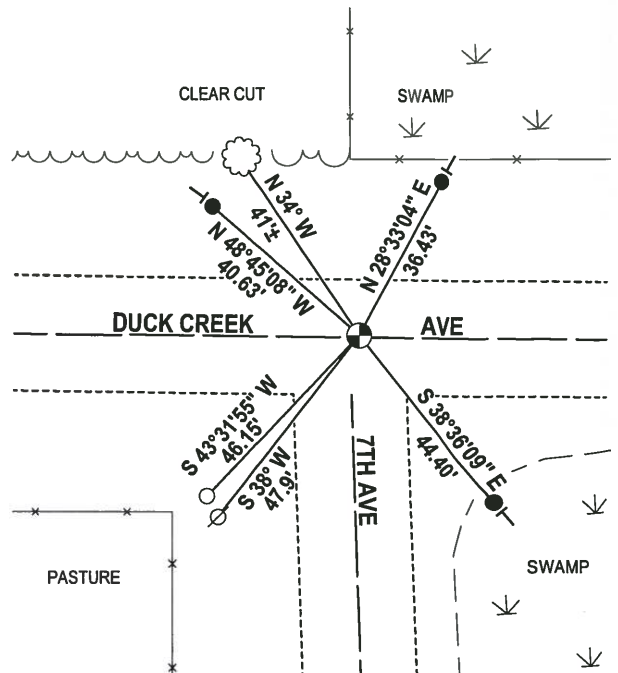 CLEAR CUT
SWAMP
N 34° W
41'±
N 28°33'04" E
36.43'
N 48°45'08" W
40.63'
DUCK CREEK AVE
S 43°31'55" W
46.15'
S 38° W
47.9'
7TH AVE
S 38°36'09" E
44.40'
PASTURE
SWAMP